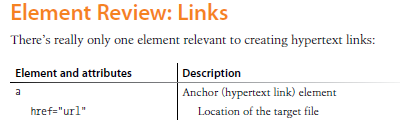 Element Review: Links
There's really only one element relevant to creating hypertext links:
Element and attributes Description
a Anchor (hypertext link) element
href="url" Location of the target file